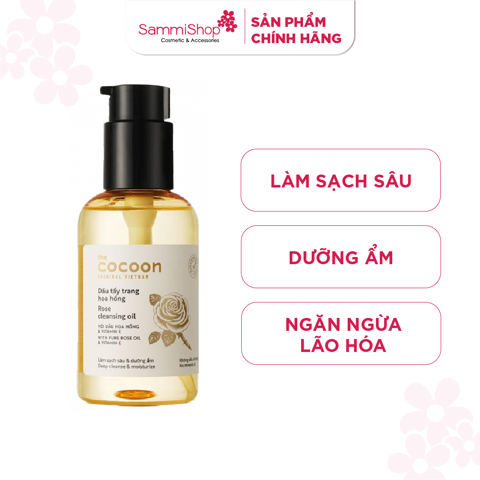 SammiShop
Cosmetic & Accessories
SẢN PHẨM
CHÍNH HÃNG
the
cocoon
ORIGINAL VIETNAM
Dầu tẩy trang
hoa hồng
Rose
cleansing oil
VỚI DẦU HOA HỒNG
& VITAMIN E
WITH PURE ROSE OIL
& VITAMIN E
Làm sạch sâu & dưỡng ẩm
Deep cleanse & moisturize
LÀM SẠCH SÂU
DƯỠNG ẨM
NGĂN NGỪA
LÃO HÓA